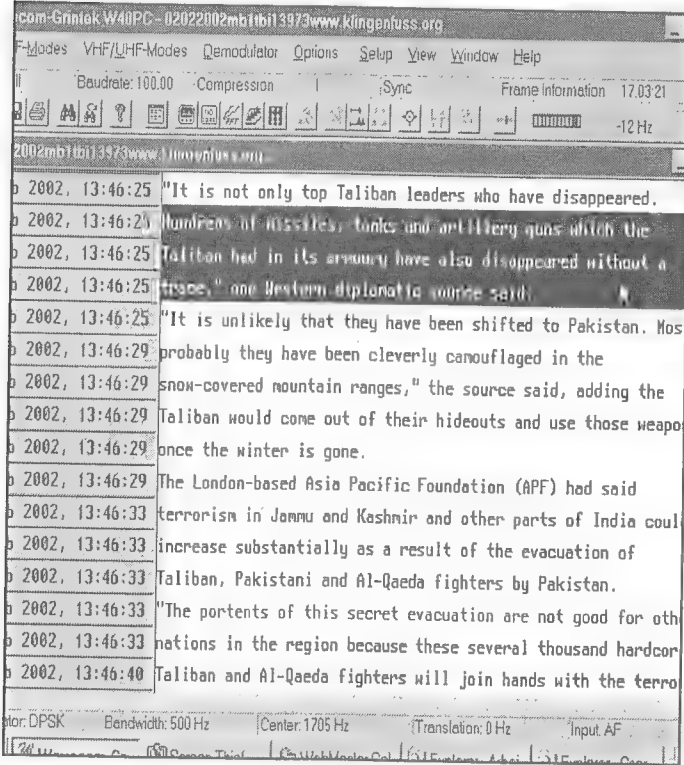 com-Grintek W40PC - 02022002mb1tbi13973www.klingenfuss.org
F-Modes VHF/UHF-Modes Demodulator Options Setup View Window Help
Baudrate: 100.00 Compression Sync Frame Information 17.03:21
-12 Hz
2002mb1tbi13973www.klingenfuss.org
b 2002, 13:46:25 "It is not only top Taliban leaders who have disappeared.
b 2002, 13:46:2 Hundreds of missiles, tanks and artillery guns which the
b 2002, 13:46:25 Taliban had in its armoury have also disappeared without a
b 2002, 13:46:25 trace," one Western diplomatic source said.
b 2002, 13:46:25 "It is unlikely that they have been shifted to Pakistan. Mos
b 2002, 13:46:29 probably they have been cleverly camouflaged in the
b 2002, 13:46:29 snow-covered mountain ranges," the source said, adding the
b 2002, 13:46:29 Taliban would come out of their hideouts and use those weapo
b 2002, 13:46:29 once the winter is gone.
b 2002, 13:46:29 The London-based Asia Pacific Foundation (APF) had said
b 2002, 13:46:33 terrorism in Jammu and Kashmir and other parts of India coul
b 2002, 13:46:33 increase substantially as a result of the evacuation of
b 2002, 13:46:33 Taliban, Pakistani and Al-Qaeda fighters by Pakistan.
b 2002, 13:46:33 "The portents of this secret evacuation are not good for oth
b 2002, 13:46:33 nations in the region because these several thousand hardcor
b 2002, 13:46:40 Taliban and Al-Qaeda fighters will join hands with the terro
ator: DPSK Bandwidth: 500 Hz Center: 1705 Hz Translation: 0 Hz Input: AF